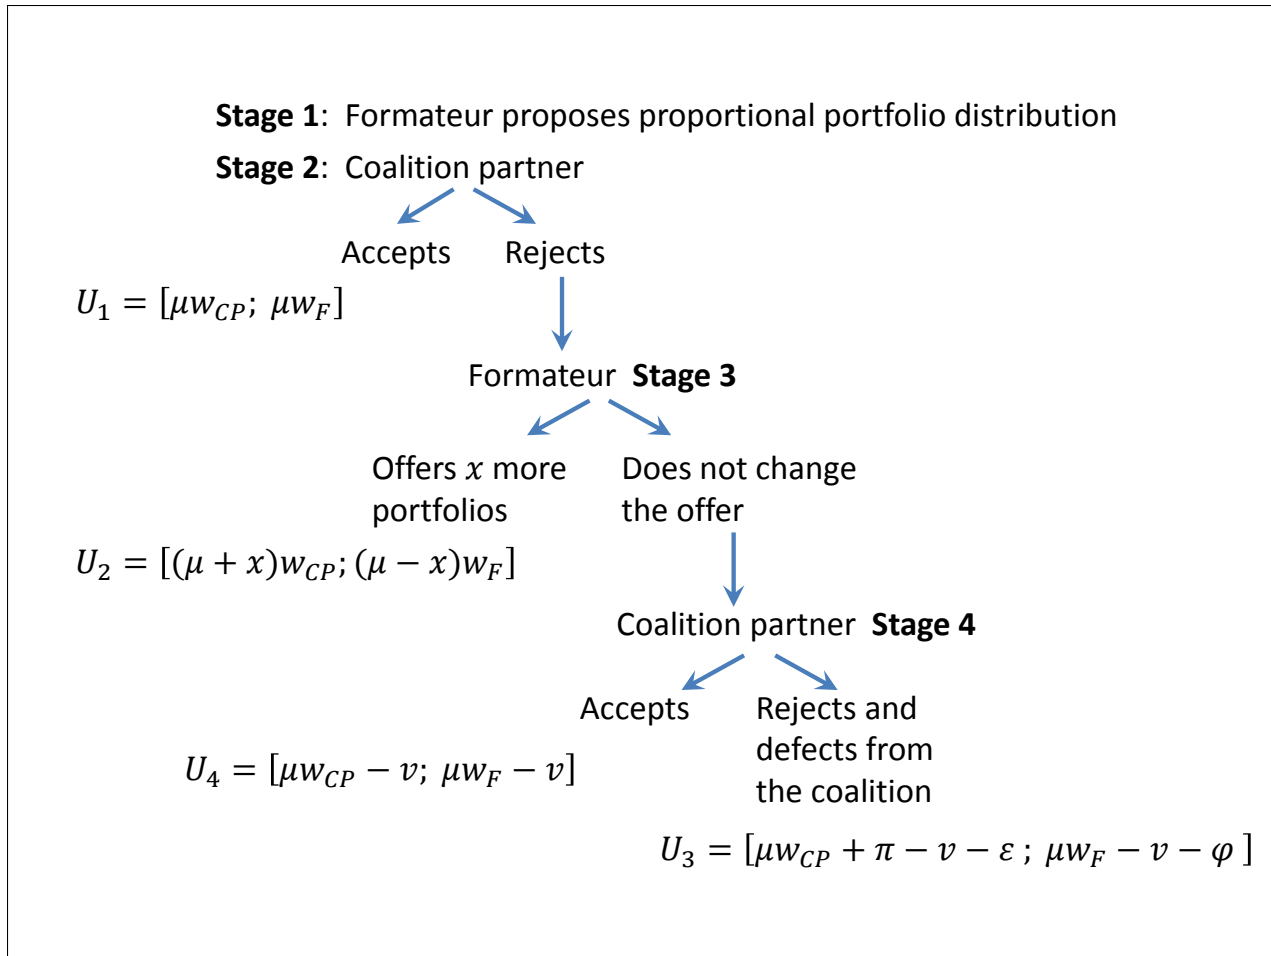 Stage 1: Formateur proposes proportional portfolio distribution
Stage 2: Coalition partner
Accepts Rejects
U₁ = [μw_CP; μw_F]
Formateur Stage 3
Offers x more
portfolios
Does not change
the offer
U₂ = [(μ + x)w_CP; (μ − x)w_F]
Coalition partner Stage 4
Accepts
Rejects and
defects from
the coalition
U₄ = [μw_CP − v; μw_F − v]
U₃ = [μw_CP + π − v − ε ; μw_F − v − φ ]